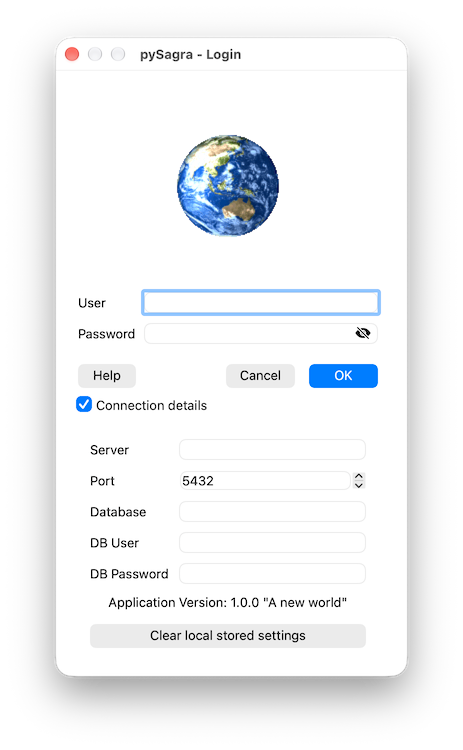 pySagra - Login
User
Password
Help Cancel OK
Connection details
Server
Port 5432
Database
DB User
DB Password
Application Version: 1.0.0 "A new world"
Clear local stored settings